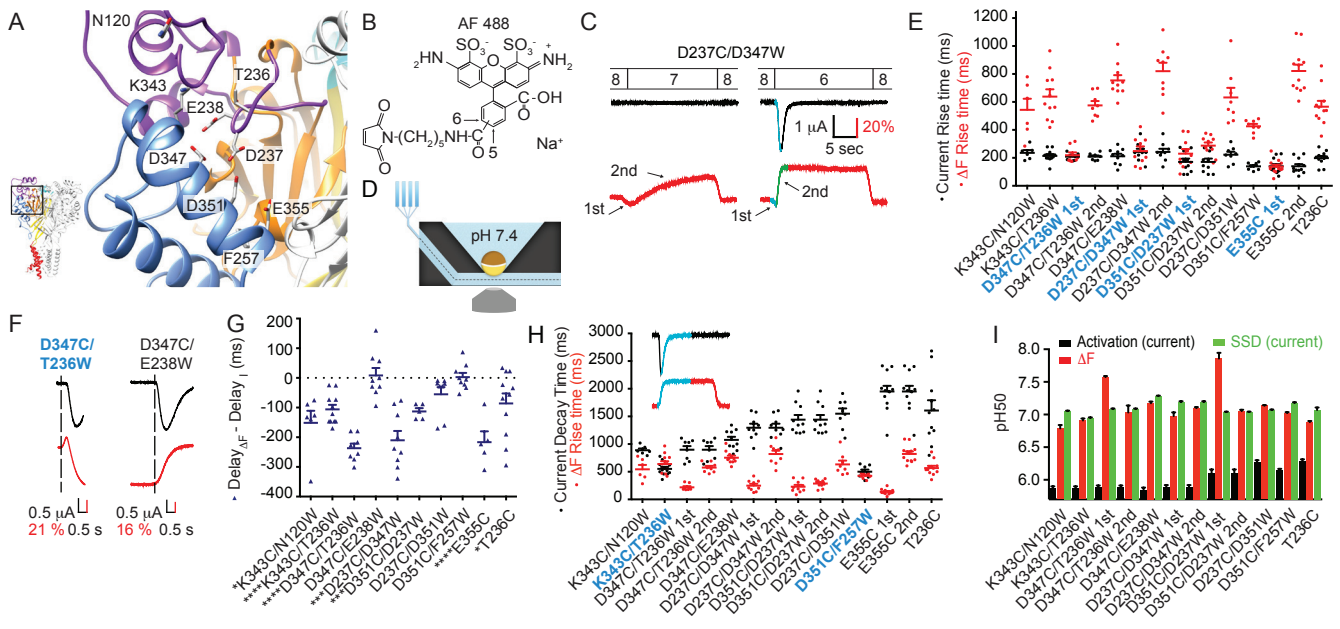 A
N120
K343
T236
E238
D347
D237
D351
E355
F257
B
AF 488
SO3-
SO3-
H2N
O
NH2+
C-OH
O
6
5
N-(CH2)5NHC
O
O
O
Na+
D
pH 7.4
C
D237C/D347W
8 7 8 8 6 8
1 µA 20%
5 sec
2nd
1st
2nd
1st
E
• Current Rise time (ms)
• ΔF Rise time (ms)
1200
1000
800
600
400
200
0
K343C/N120W
K343C/T236W
D347C/T236W 1st
D347C/T236W 2nd
D347C/E238W
D237C/D347W 1st
D237C/D347W 2nd
D351C/D237W 1st
D351C/D237W 2nd
D237C/D351W
D351C/F257W
E355C 1st
E355C 2nd
T236C
F
D347C/
T236W
D347C/
E238W
0.5 µA
21 % 0.5 s
0.5 µA
16 % 0.5 s
G
▲ Delay ΔF - Delay I (ms)
200
100
0
-100
-200
-300
-400
*K343C/N120W
****K343C/T236W
****D347C/T236W
D347C/E238W
***D237C/D347W
***D351C/D237W
D237C/D351W
D351C/F257W
****E355C
*T236C
H
• Current Decay Time (ms)
• ΔF Rise time (ms)
3000
2500
2000
1500
1000
500
0
K343C/N120W
K343C/T236W
D347C/T236W 1st
D347C/T236W 2nd
D347C/E238W
D237C/D347W 1st
D237C/D347W 2nd
D351C/D237W 1st
D351C/D237W 2nd
D237C/D351W
D351C/F257W
E355C 1st
E355C 2nd
T236C
I
Activation (current) SSD (current)
ΔF
pH50
8.0
7.5
7.0
6.5
6.0
K343C/N120W
K343C/T236W
D347C/T236W 1st
D347C/T236W 2nd
D347C/E238W
D237C/D347W 1st
D237C/D347W 2nd
D351C/D237W 1st
D351C/D237W 2nd
D237C/D351W
D351C/F257W